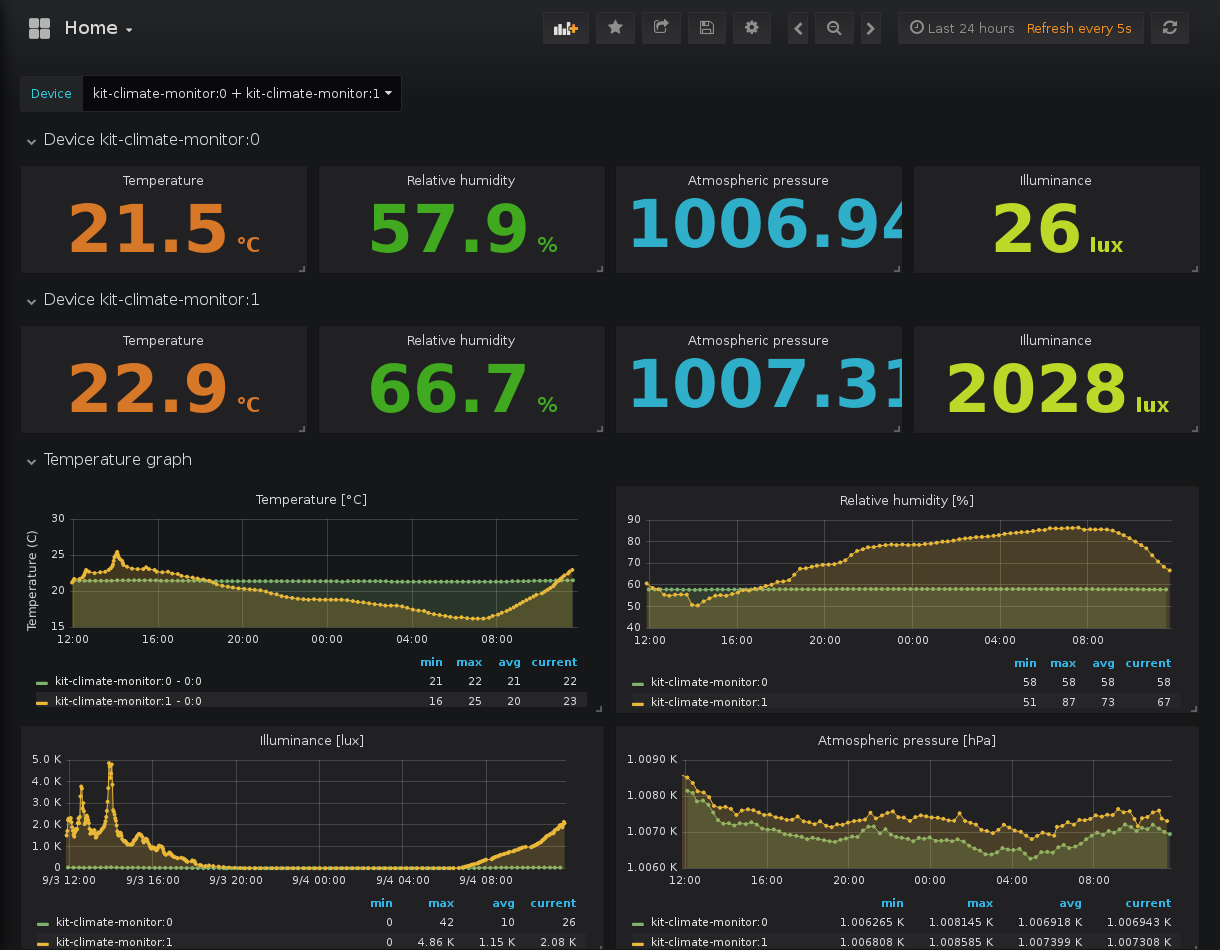 Home
Last 24 hours Refresh every 5s
Device kit-climate-monitor:0 + kit-climate-monitor:1
Device kit-climate-monitor:0
Temperature Relative humidity Atmospheric pressure Illuminance
21.5 °C 57.9 % 1006.94 26 lux
Device kit-climate-monitor:1
Temperature Relative humidity Atmospheric pressure Illuminance
22.9 °C 66.7 % 1007.31 2028 lux
Temperature graph
Temperature [°C]
Temperature (C)
30
25
20
15
12:00 16:00 20:00 00:00 04:00 08:00
min max avg current
kit-climate-monitor:0 - 0:0 21 22 21 22
kit-climate-monitor:1 - 0:0 16 25 20 23
Relative humidity [%]
90
80
70
60
50
40
12:00 16:00 20:00 00:00 04:00 08:00
min max avg current
kit-climate-monitor:0 58 58 58 58
kit-climate-monitor:1 51 87 73 67
Illuminance [lux]
5.0 K
4.0 K
3.0 K
2.0 K
1.0 K
0
9/3 12:00 9/3 16:00 9/3 20:00 9/4 00:00 9/4 04:00 9/4 08:00
min max avg current
kit-climate-monitor:0 0 42 10 26
kit-climate-monitor:1 0 4.86 K 1.15 K 2.08 K
Atmospheric pressure [hPa]
1.0090 K
1.0080 K
1.0070 K
1.0060 K
12:00 16:00 20:00 00:00 04:00 08:00
min max avg current
kit-climate-monitor:0 1.006265 K 1.008145 K 1.006918 K 1.006943 K
kit-climate-monitor:1 1.006808 K 1.008585 K 1.007399 K 1.007308 K